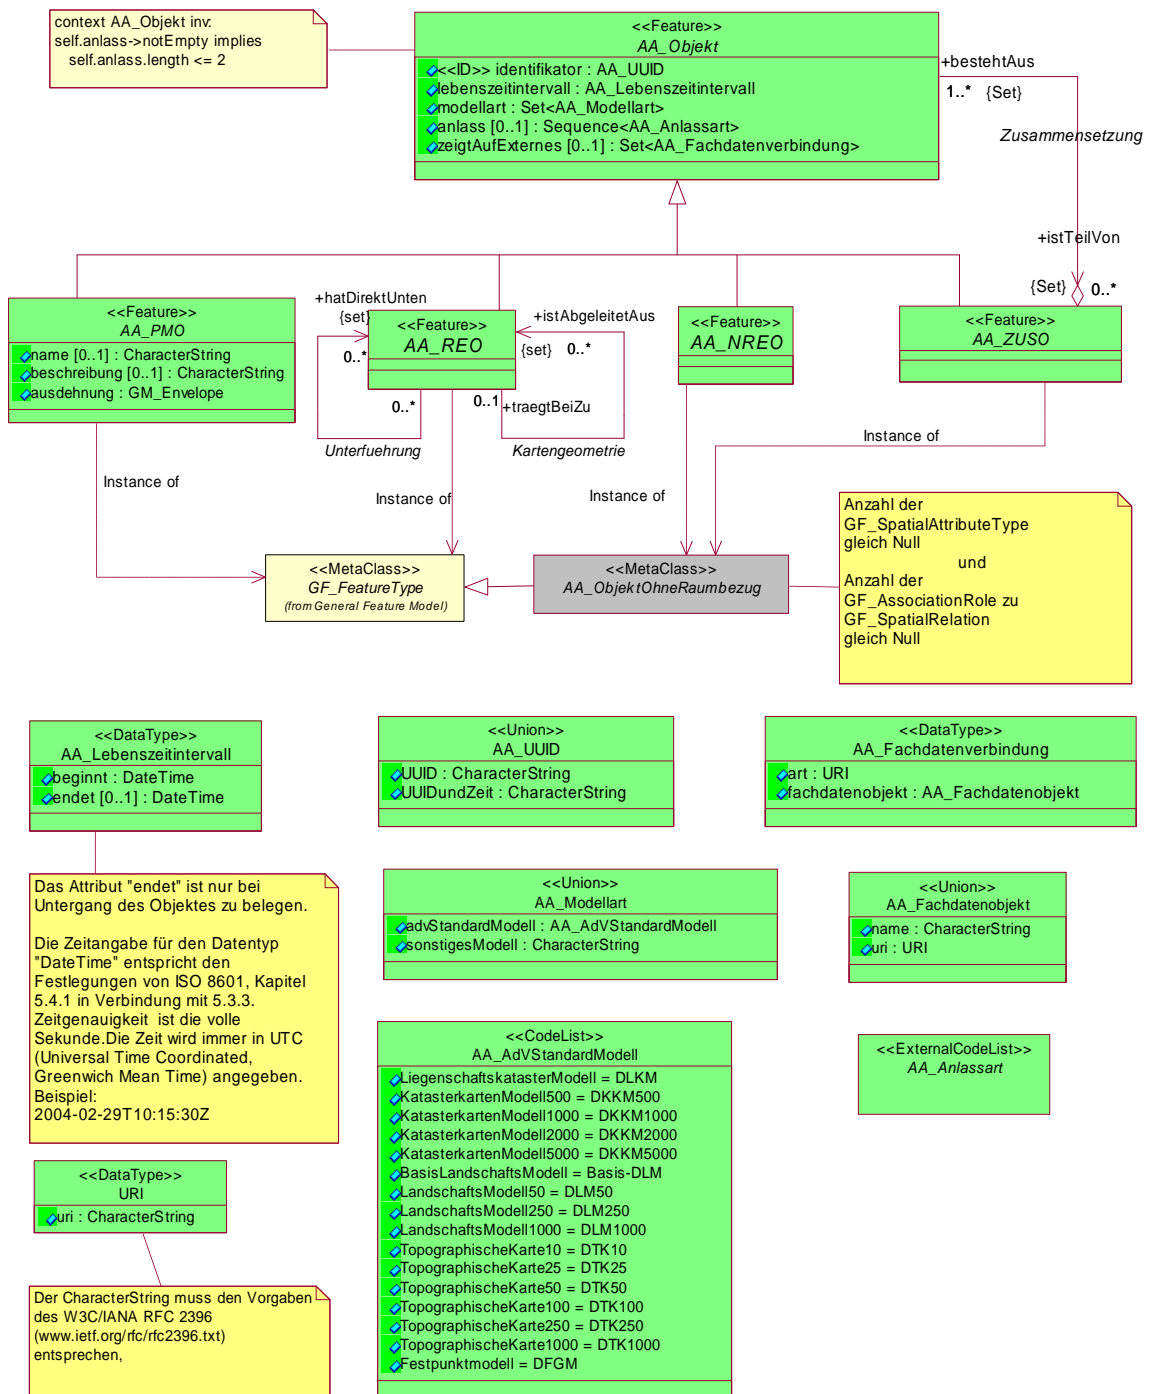 context AA_Objekt inv:
self.anlass->notEmpty implies
self.anlass.length <= 2
<<Feature>>
AA_Objekt
<<ID>> identifikator : AA_UUID
lebenszeitintervall : AA_Lebenszeitintervall
modellart : Set<AA_Modellart>
anlass [0..1] : Sequence<AA_Anlassart>
zeigtAufExternes [0..1] : Set<AA_Fachdatenverbindung>
+bestehtAus
1..* {Set}
Zusammensetzung
+istTeilVon
{Set} 0..*
<<Feature>>
AA_PMO
name [0..1] : CharacterString
beschreibung [0..1] : CharacterString
ausdehnung : GM_Envelope
+hatDirektUnten
{set}
0..*
<<Feature>>
AA_REO
+istAbgeleitetAus
{set} 0..*
0..*
0..1
+traegtBeiZu
Unterfuehrung
Kartengeometrie
<<Feature>>
AA_NREO
<<Feature>>
AA_ZUSO
Instance of
Instance of
Instance of
Instance of
<<MetaClass>>
GF_FeatureType
(from General Feature Model)
<<MetaClass>>
AA_ObjektOhneRaumbezug
Anzahl der
GF_SpatialAttributeType
gleich Null
und
Anzahl der
GF_AssociationRole zu
GF_SpatialRelation
gleich Null
<<DataType>>
AA_Lebenszeitintervall
beginnt : DateTime
endet [0..1] : DateTime
<<Union>>
AA_UUID
UUID : CharacterString
UUIDundZeit : CharacterString
<<DataType>>
AA_Fachdatenverbindung
art : URI
fachdatenobjekt : AA_Fachdatenobjekt
Das Attribut "endet" ist nur bei
Untergang des Objektes zu belegen.
Die Zeitangabe für den Datentyp
"DateTime" entspricht den
Festlegungen von ISO 8601, Kapitel
5.4.1 in Verbindung mit 5.3.3.
Zeitgenauigkeit ist die volle
Sekunde.Die Zeit wird immer in UTC
(Universal Time Coordinated,
Greenwich Mean Time) angegeben.
Beispiel:
2004-02-29T10:15:30Z
<<Union>>
AA_Modellart
advStandardModell : AA_AdVStandardModell
sonstigesModell : CharacterString
<<Union>>
AA_Fachdatenobjekt
name : CharacterString
uri : URI
<<CodeList>>
AA_AdVStandardModell
LiegenschaftskatasterModell = DLKM
KatasterkartenModell500 = DKKM500
KatasterkartenModell1000 = DKKM1000
KatasterkartenModell2000 = DKKM2000
KatasterkartenModell5000 = DKKM5000
BasisLandschaftsModell = Basis-DLM
LandschaftsModell50 = DLM50
LandschaftsModell250 = DLM250
LandschaftsModell1000 = DLM1000
TopographischeKarte10 = DTK10
TopographischeKarte25 = DTK25
TopographischeKarte50 = DTK50
TopographischeKarte100 = DTK100
TopographischeKarte250 = DTK250
TopographischeKarte1000 = DTK1000
Festpunktmodell = DFGM
<<ExternalCodeList>>
AA_Anlassart
<<DataType>>
URI
uri : CharacterString
Der CharacterString muss den Vorgaben
des W3C/IANA RFC 2396
(www.ietf.org/rfc/rfc2396.txt)
entsprechen,